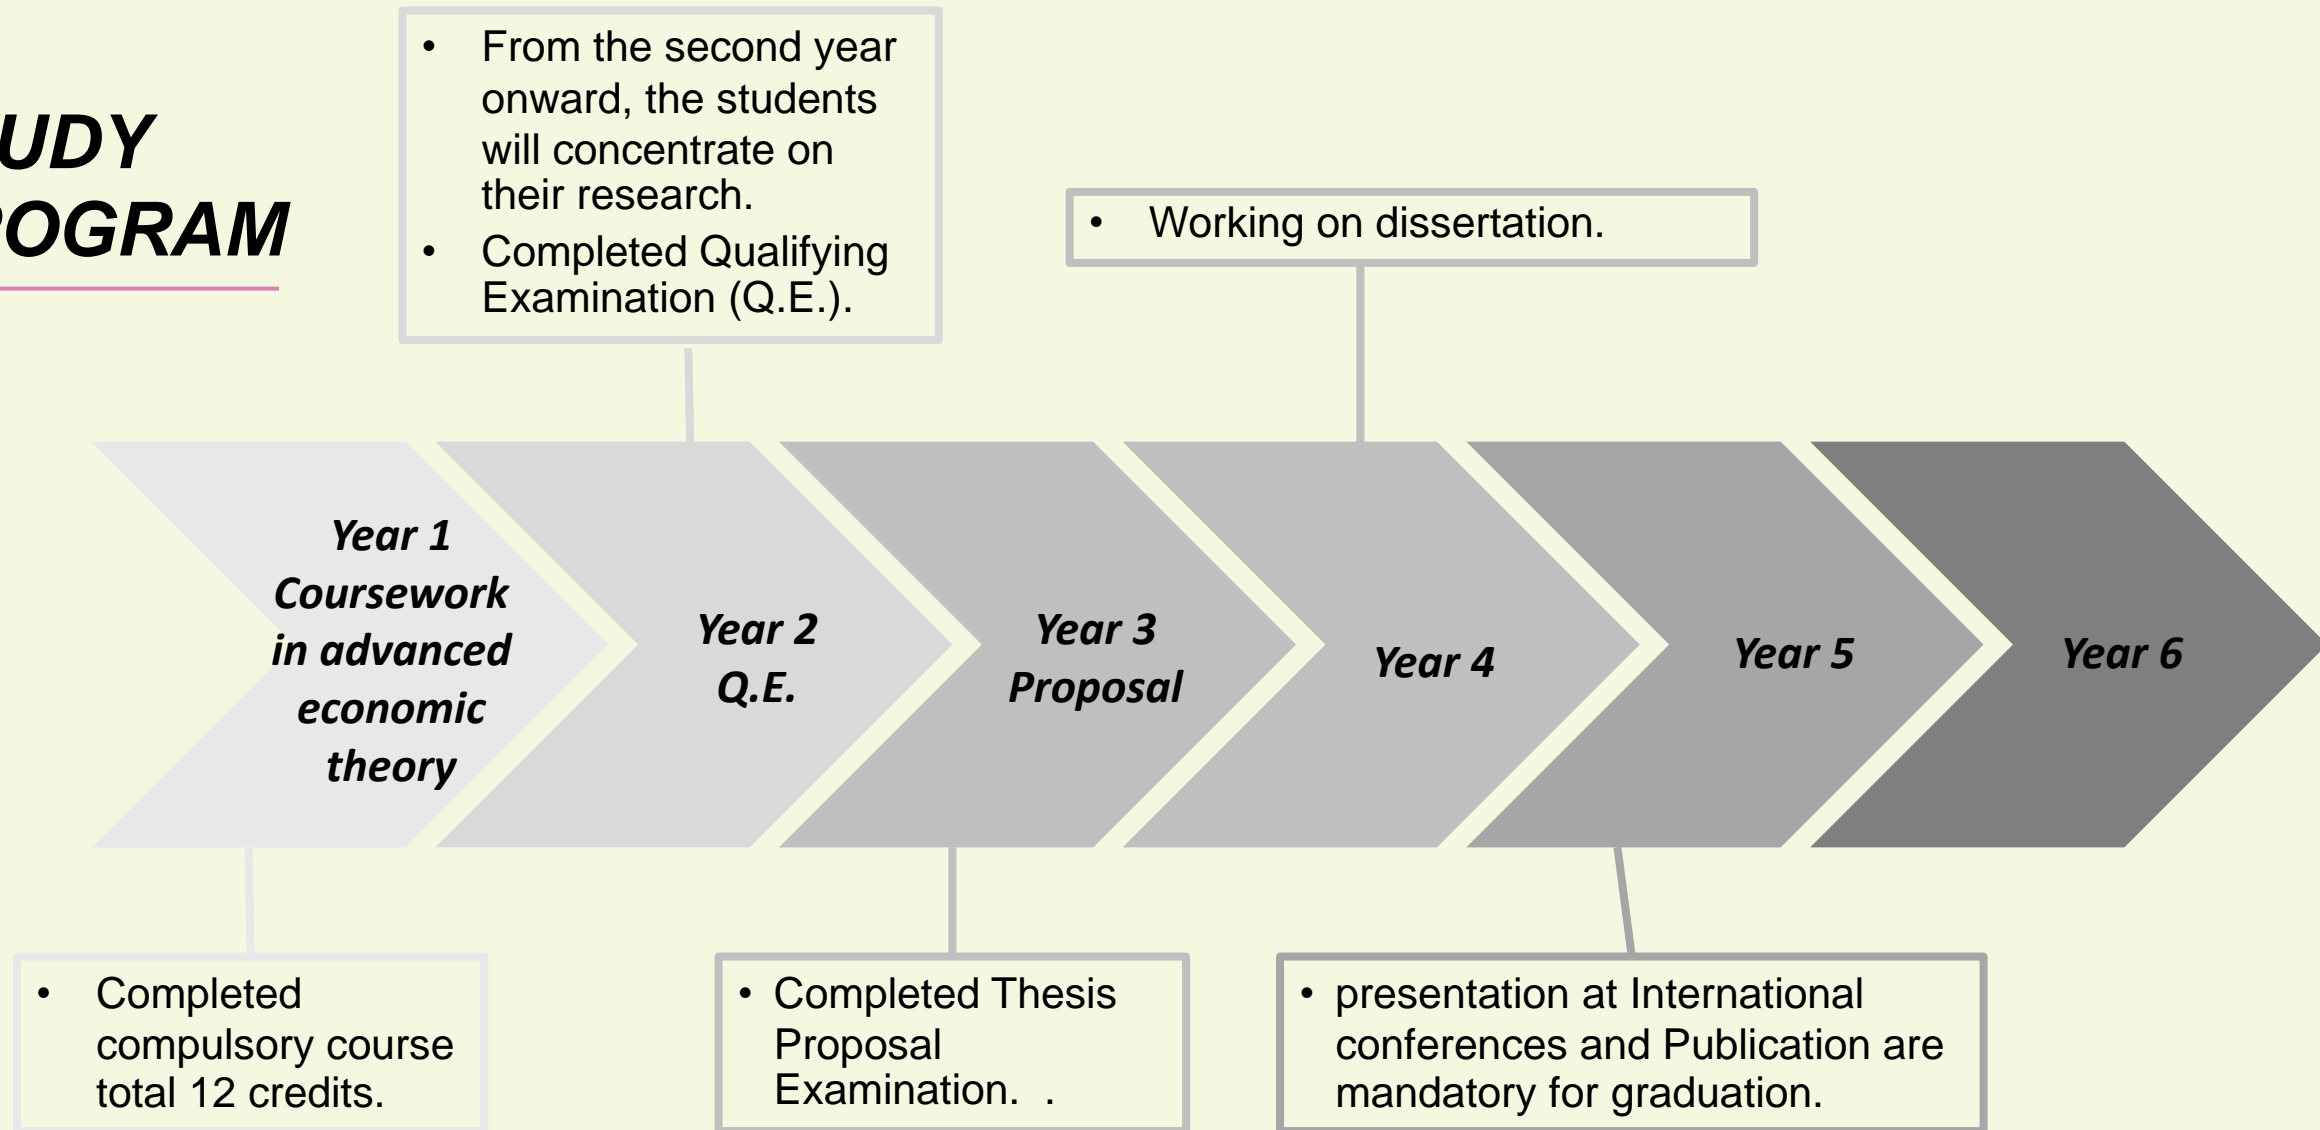 UDY
OGRAM
• From the second year
onward, the students
will concentrate on
their research.
• Completed Qualifying
Examination (Q.E.).
• Working on dissertation.
Year 1
Coursework
in advanced
economic
theory
Year 2
Q.E.
Year 3
Proposal
Year 4
Year 5
Year 6
• Completed
compulsory course
total 12 credits.
• Completed Thesis
Proposal
Examination. .
• presentation at International
conferences and Publication are
mandatory for graduation.